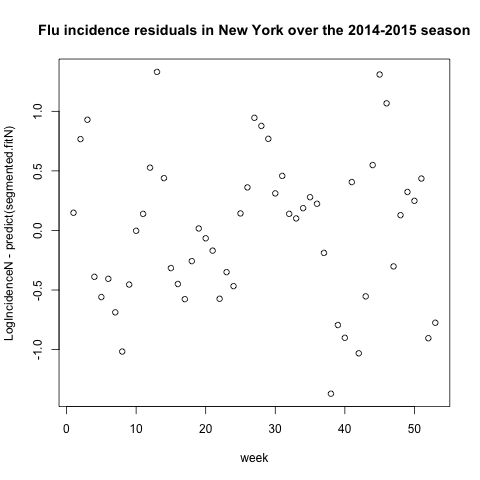 Flu incidence residuals in New York over the 2014-2015 season
LogIncidenceN - predict(segmented.fitN)
1.0
0.5
0.0
-0.5
-1.0
0 10 20 30 40 50
week